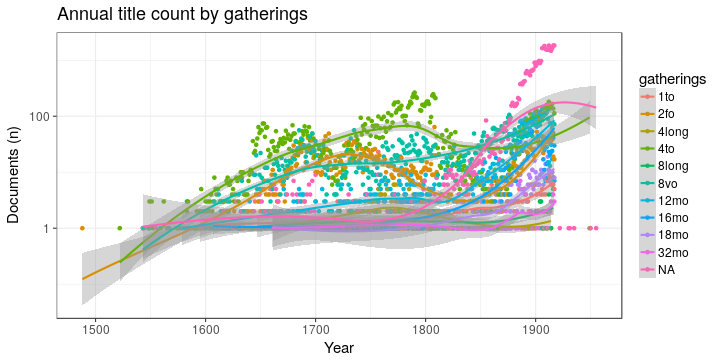 Annual title count by gatherings
Documents (n)
100
1
1500 1600 1700 1800 1900
Year
gatherings
1to
2fo
4long
4to
8long
8vo
12mo
16mo
18mo
32mo
NA